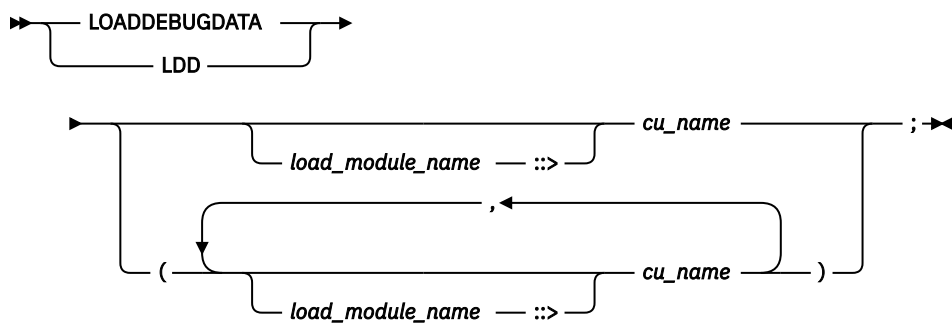 LOADDEBUGDATA
LDD
cu_name ;
load_module_name ::>
,
( cu_name )
load_module_name ::>